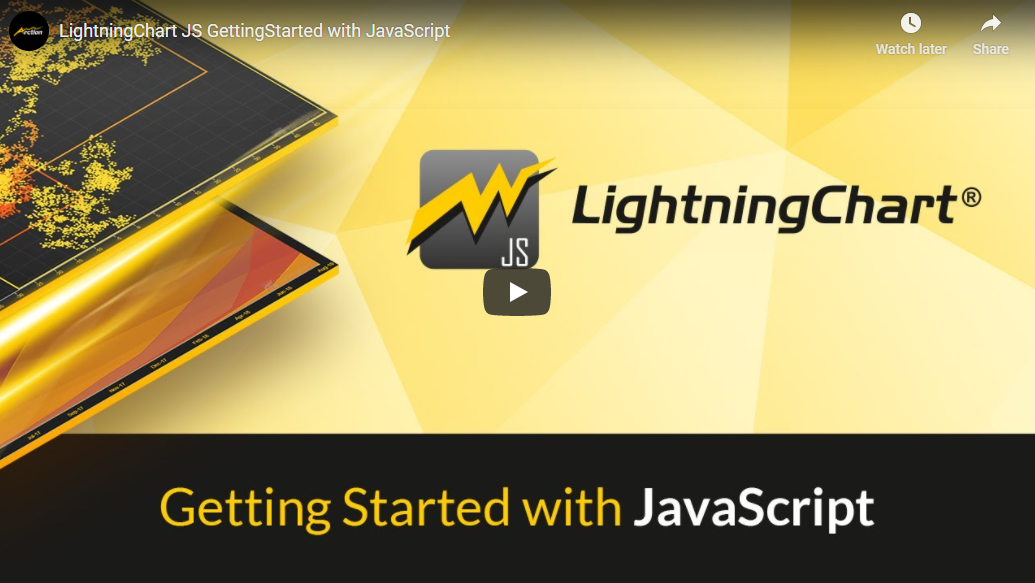 Arction
LightningChart JS GettingStarted with JavaScript
Watch later
Share
LightningChart®
JS
Getting Started with JavaScript